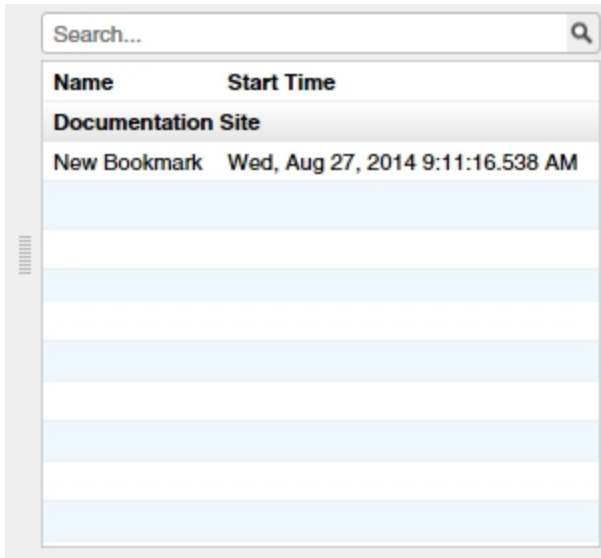 Search...
Name Start Time
Documentation Site
New Bookmark Wed, Aug 27, 2014 9:11:16.538 AM